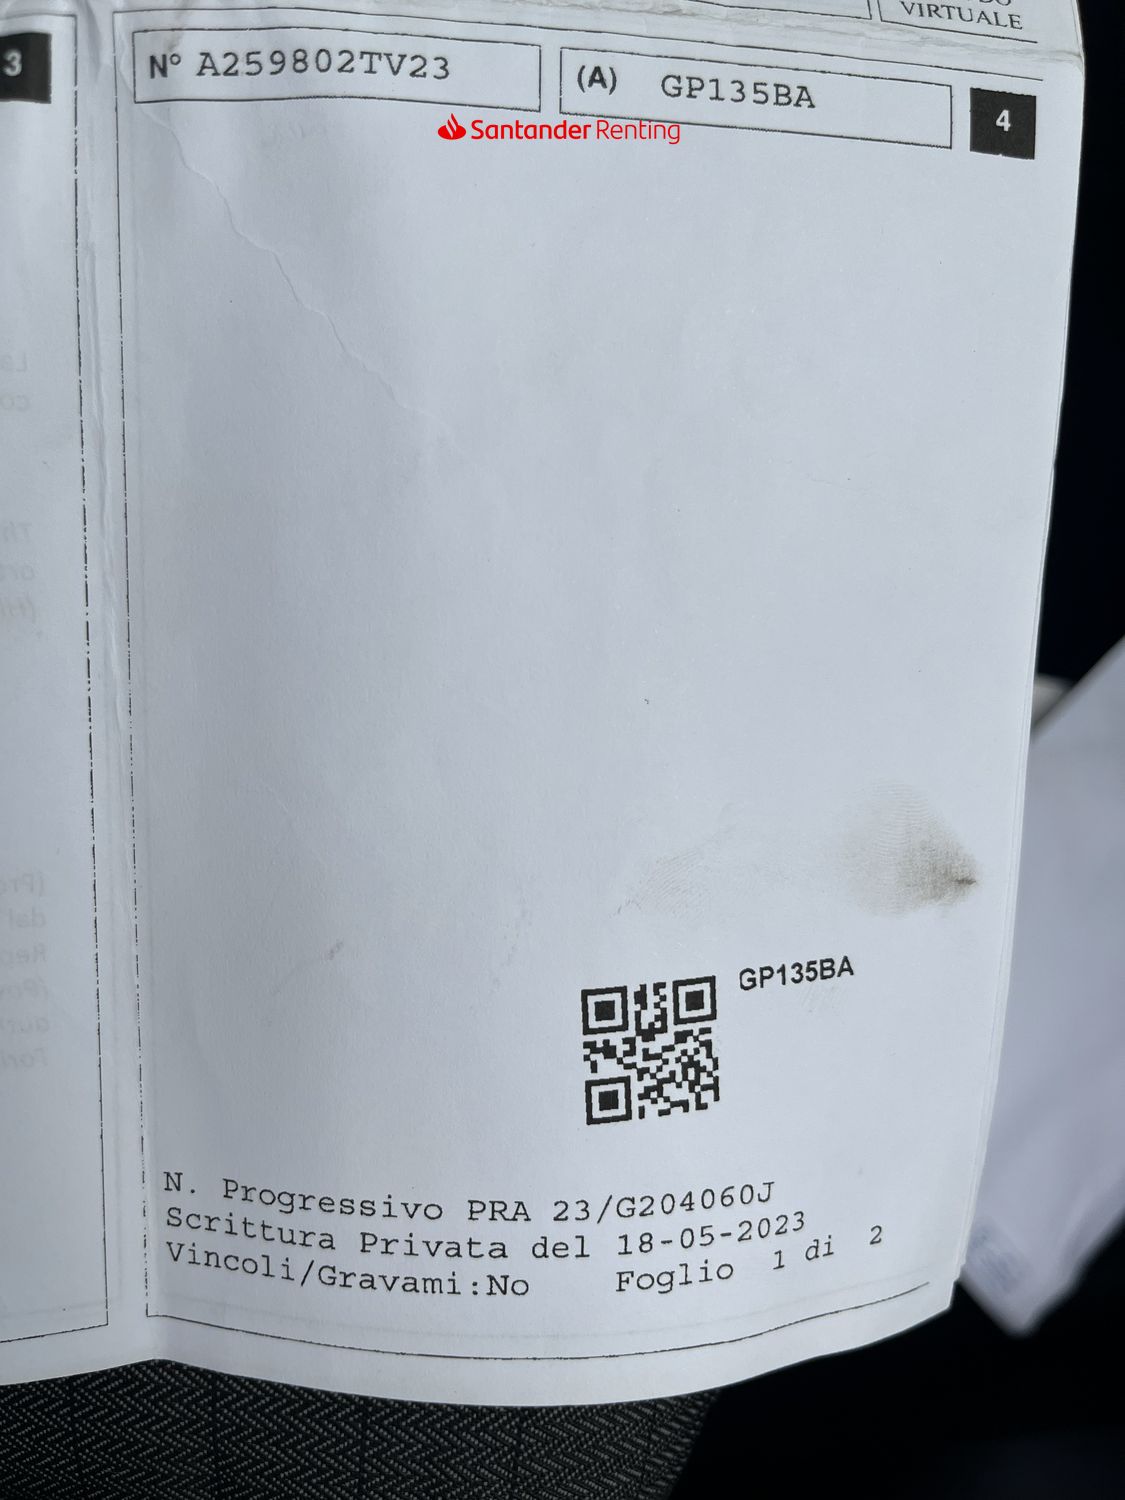 VIRTUALE
3
N° A259802TV23
(A) GP135BA
4
Santander Renting
GP135BA
N. Progressivo PRA 23/G204060J
Scrittura Privata del 18-05-2023
Vincoli/Gravami:No Foglio 1 di 2